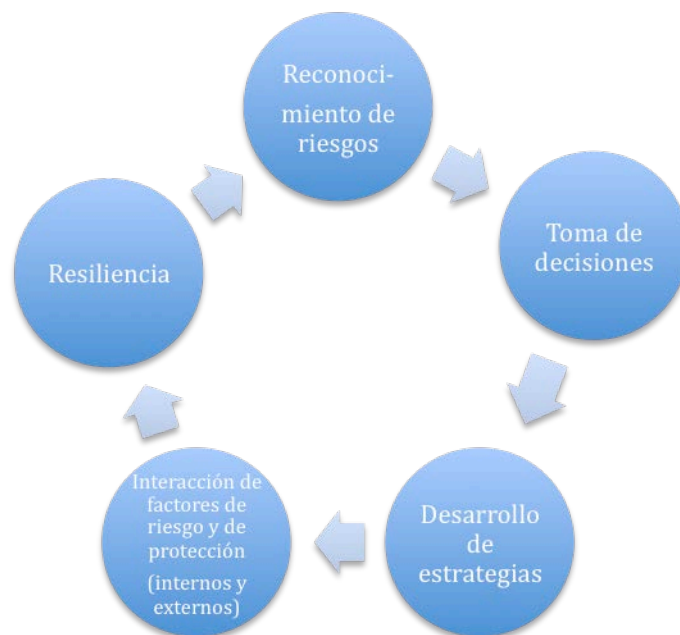 Reconoci-
miento de
riesgos
Toma de
decisiones
Desarrollo
de
estrategias
Interacción de
factores de
riesgo y de
protección
(internos y
externos)
Resiliencia